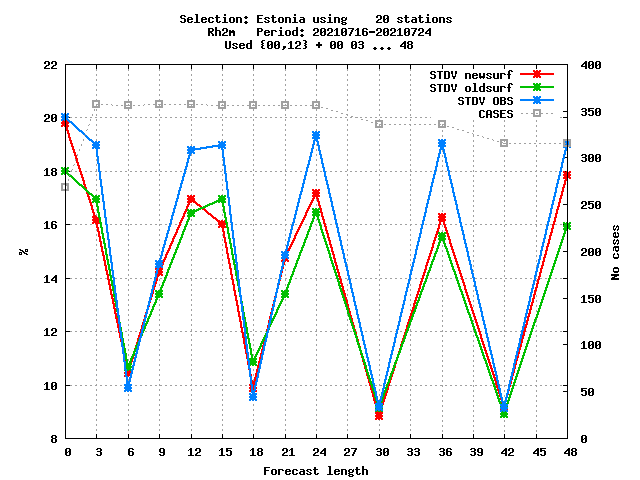 Selection: Estonia using    20 stations
Rh2m   Period: 20210716-20210724
Used {00,12} + 00 03 ... 48
STDV newsurf
STDV oldsurf
STDV OBS
CASES
%
No cases
22
20
18
16
14
12
10
8
400
350
300
250
200
150
100
50
0
0 3 6 9 12 15 18 21 24 27 30 33 36 39 42 45 48
Forecast length